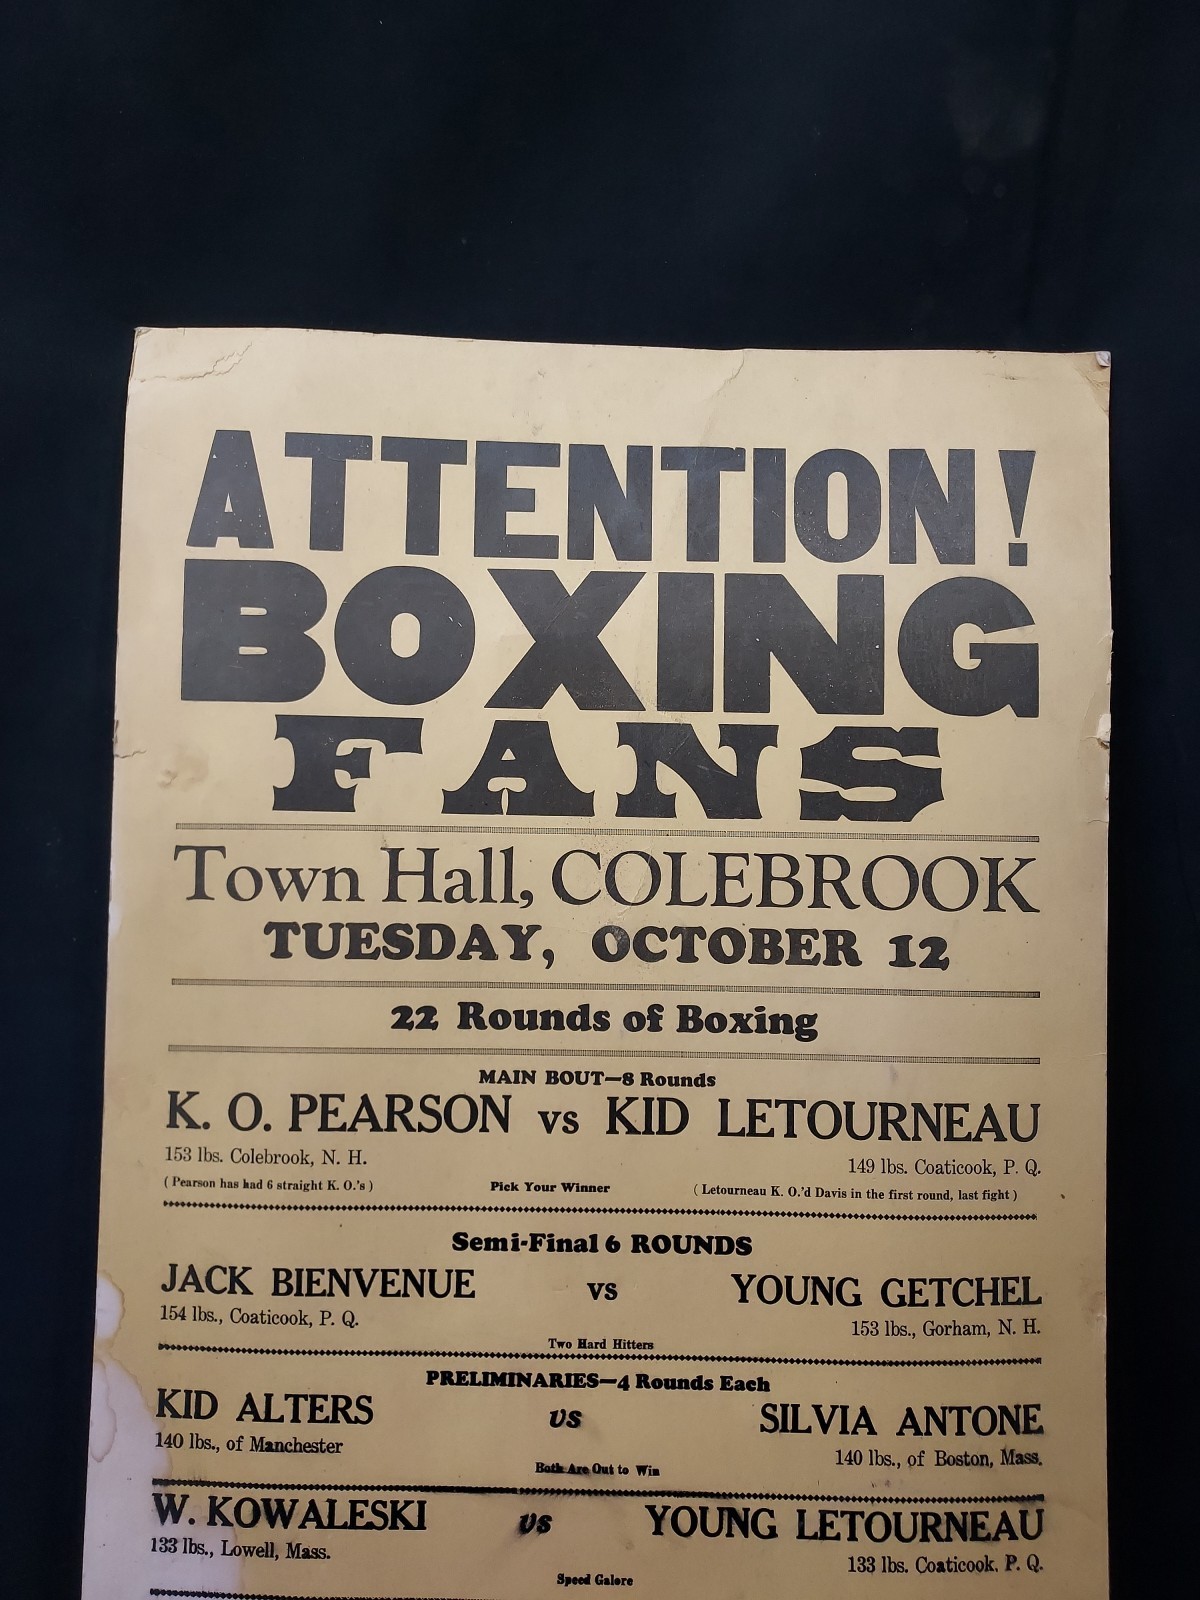 ATTENTION!
BOXING
FANS
Town Hall, COLEBROOK
TUESDAY, OCTOBER 12
22 Rounds of Boxing
MAIN BOUT—8 Rounds
K. O. PEARSON vs KID LETOURNEAU
153 lbs. Colebrook, N. H. 149 lbs. Coaticook, P. Q.
( Pearson has had 6 straight K. O.'s ) Pick Your Winner ( Letourneau K. O.'d Davis in the first round, last fight )
Semi-Final 6 ROUNDS
JACK BIENVENUE vs YOUNG GETCHEL
154 lbs., Coaticook, P. Q. 153 lbs., Gorham, N. H.
Two Hard Hitters
PRELIMINARIES—4 Rounds Each
KID ALTERS vs SILVIA ANTONE
140 lbs., of Manchester 140 lbs., of Boston, Mass.
Both Are Out to Win
W. KOWALESKI vs YOUNG LETOURNEAU
133 lbs., Lowell, Mass. 133 lbs. Coaticook. P. Q.
Speed Galore